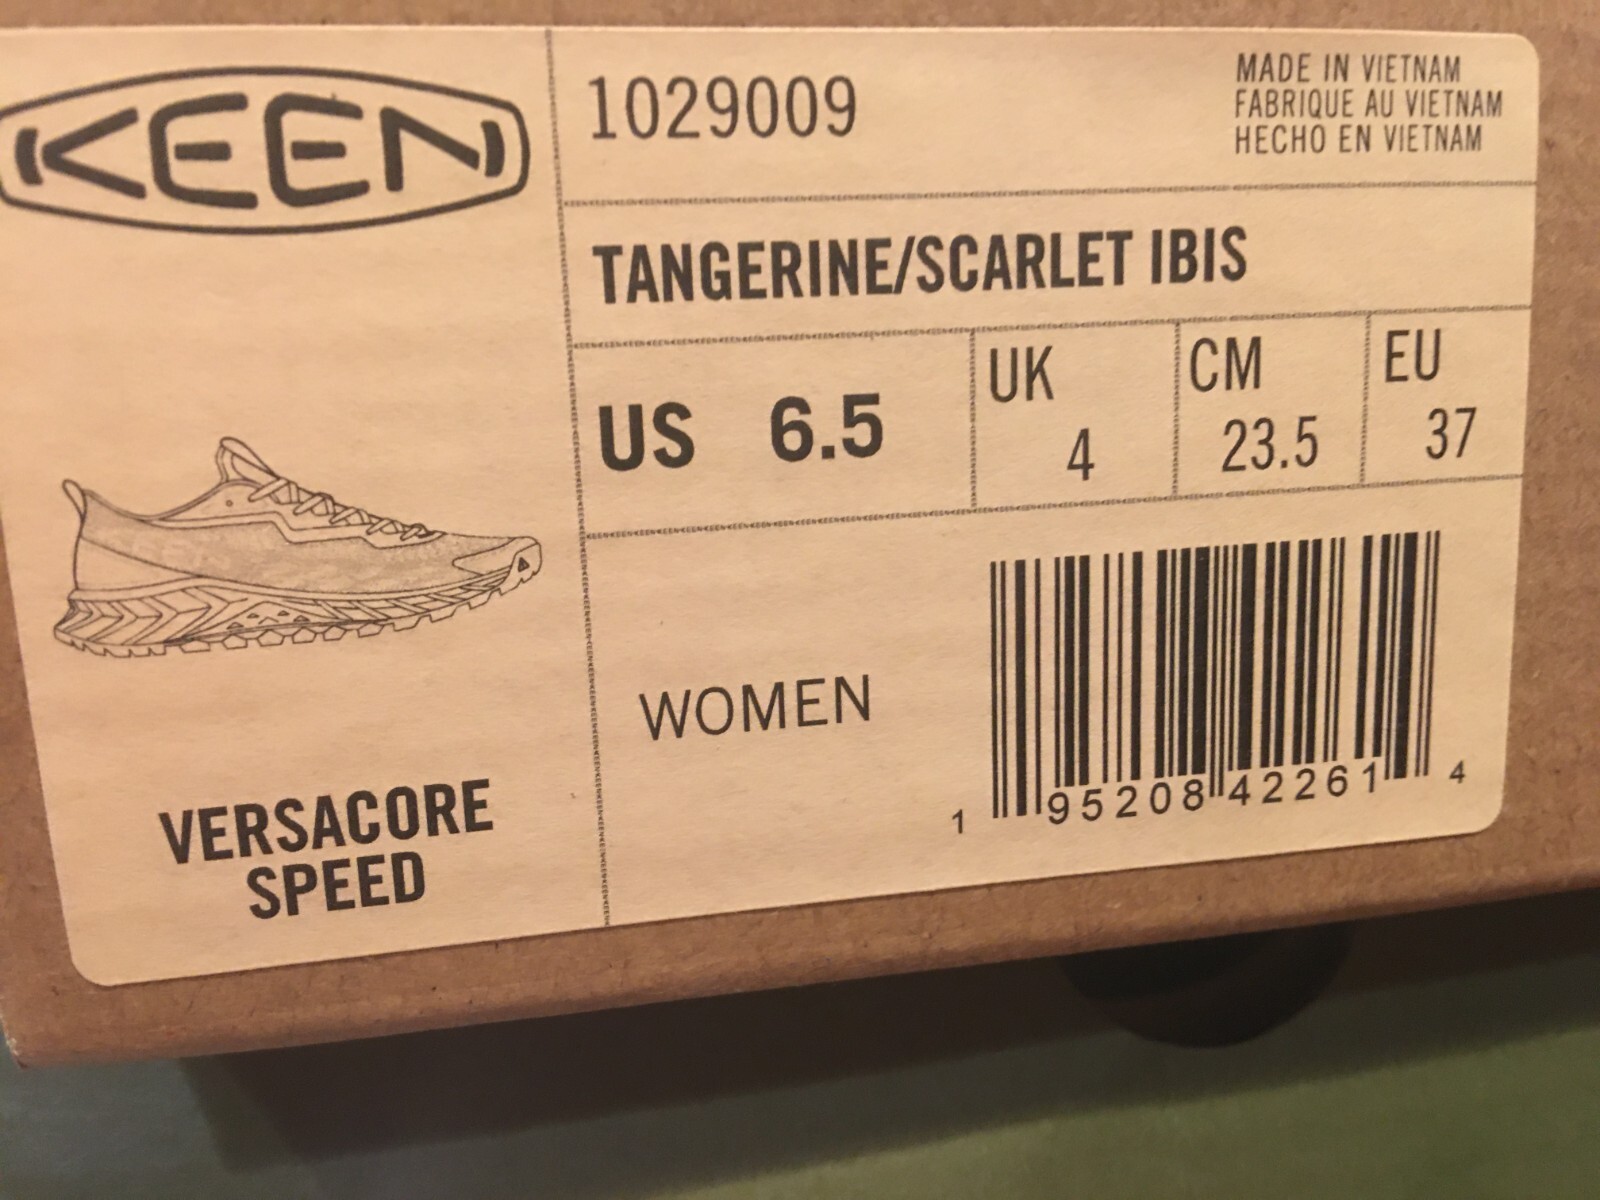 KEEN
1029009
MADE IN VIETNAM
FABRIQUE AU VIETNAM
HECHO EN VIETNAM
TANGERINE/SCARLET IBIS
US 6.5
UK 4
CM 23.5
EU 37
WOMEN
1 95208 42261 4
VERSACORE
SPEED